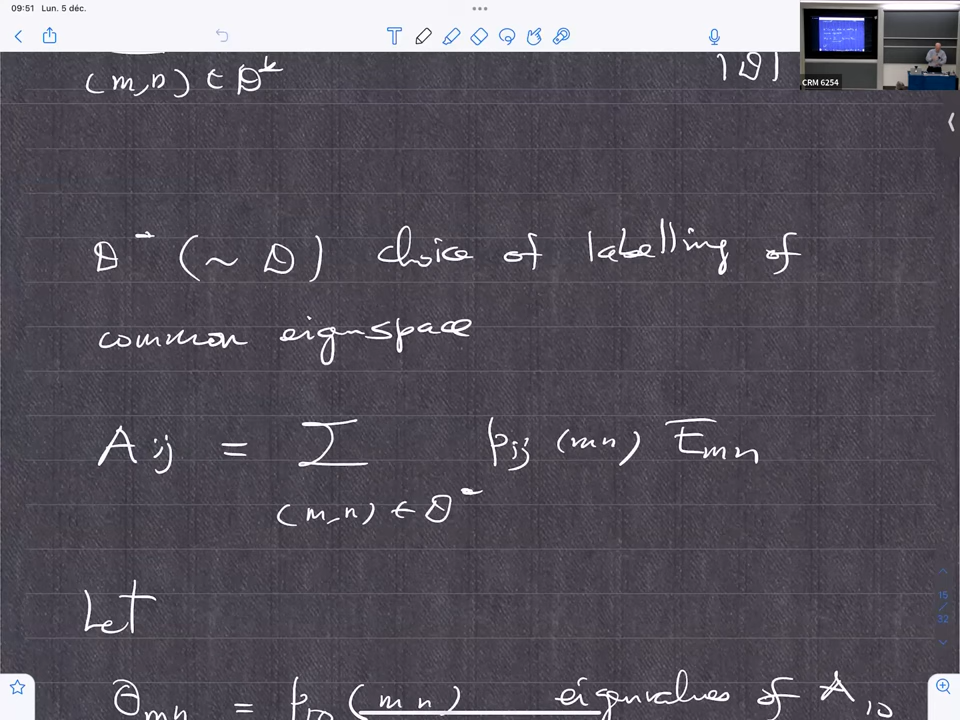 09:51 Lun. 5 déc.
CRM 6254
(m,n) ∈ D* |D|
D* (~ D) choice of labelling of
common eigenspace
A_ij = Σ p_ij (mn) E_mn
(m,n) ∈ D*
Let
15
/
32
θ_mn = p_10 (mn) eigenvalues of A_10